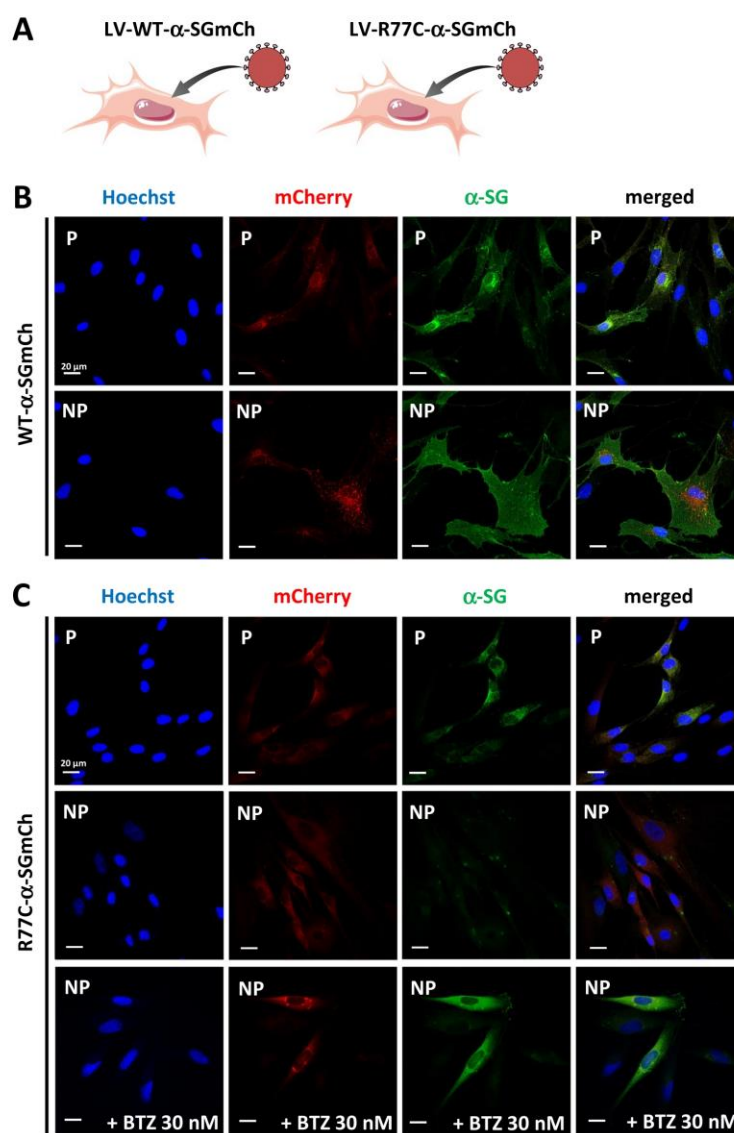 A
LV-WT-α-SGmCh LV-R77C-α-SGmCh
B
Hoechst mCherry α-SG merged
WT-α-SGmCh
P P P P
20 µm
NP NP NP NP
C
Hoechst mCherry α-SG merged
R77C-α-SGmCh
P P P P
20 µm
NP NP NP NP
NP NP NP NP
+ BTZ 30 nM + BTZ 30 nM + BTZ 30 nM + BTZ 30 nM